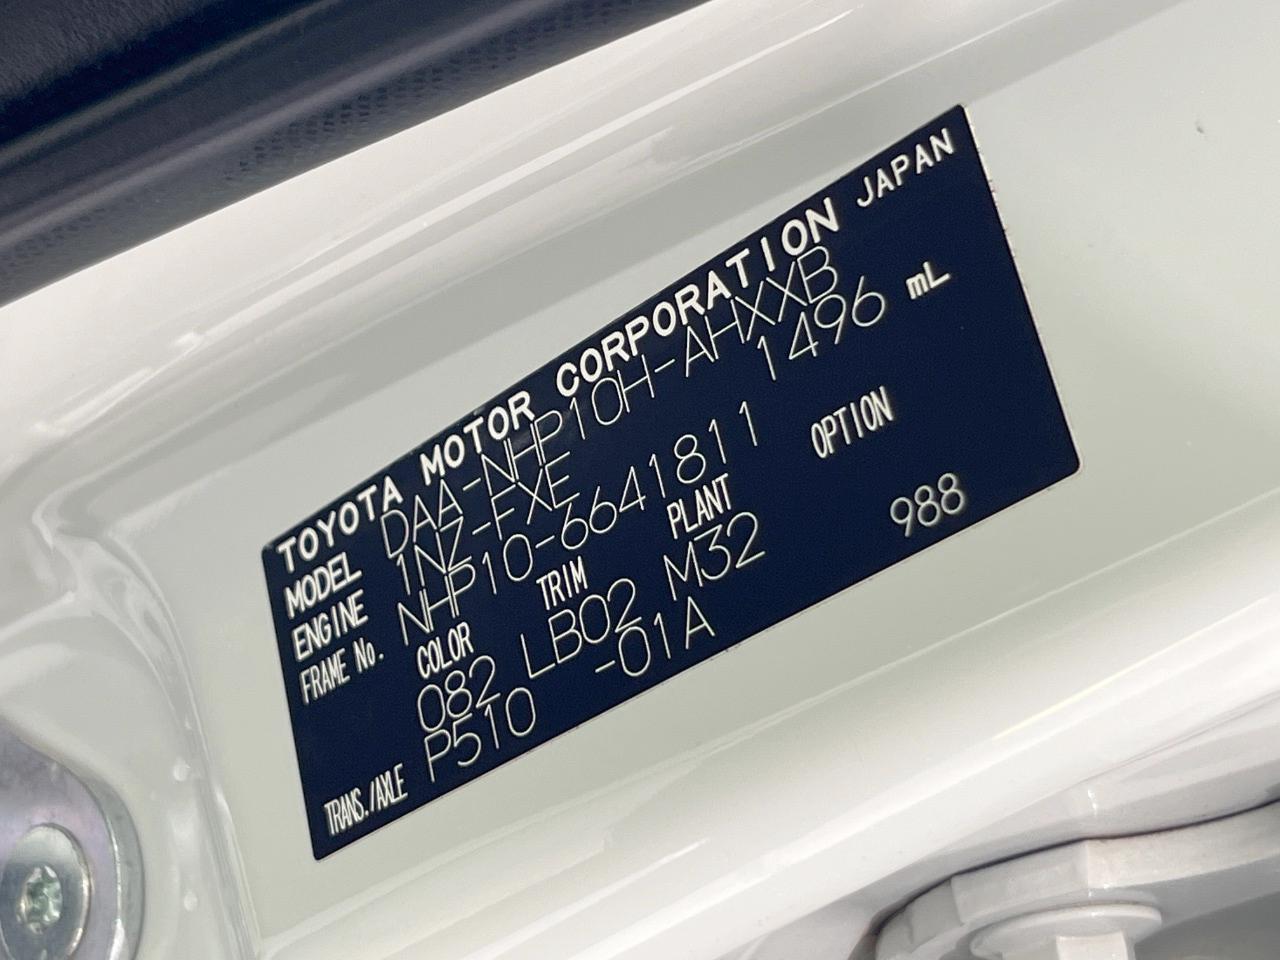 TOYOTA MOTOR CORPORATION JAPAN
MODEL DAA-NHP10H-AHXXB
ENGINE 1NZ-FXE 1496 mL
FRAME No. NHP10-6641811
COLOR TRIM PLANT OPTION
082 LB02 M32 988
TRANS./AXLE P510 -01A